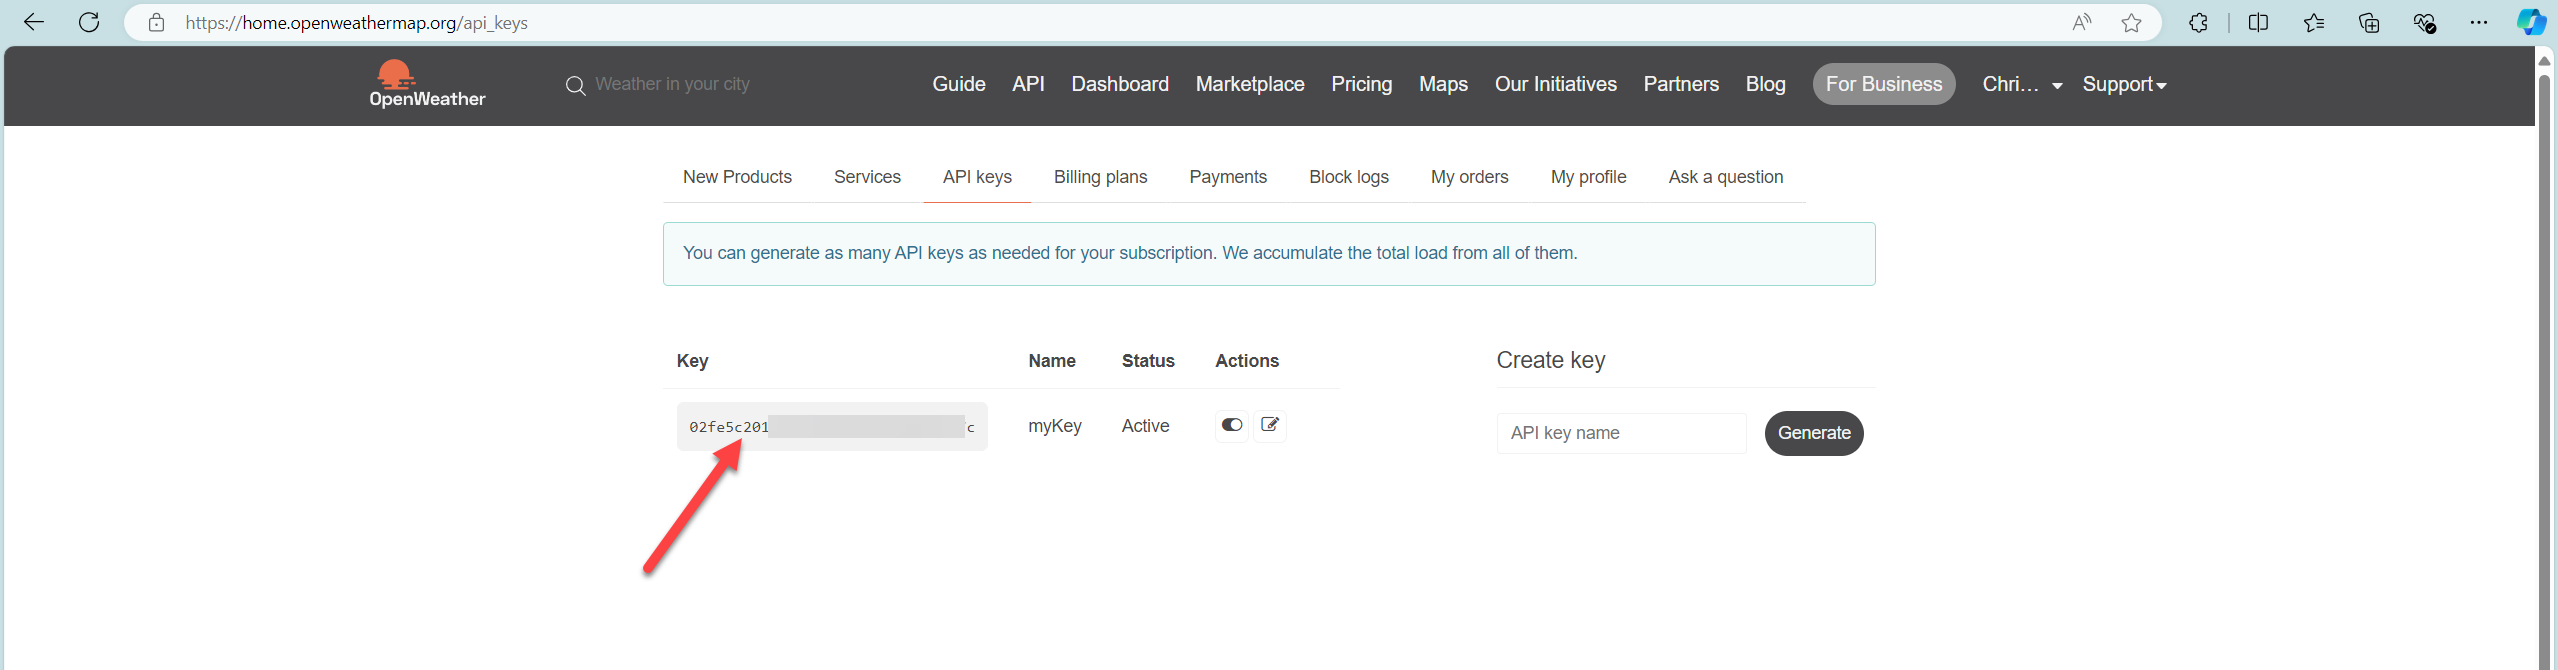 https://home.openweathermap.org/api_keys
OpenWeather
Weather in your city
Guide API Dashboard Marketplace Pricing Maps Our Initiatives Partners Blog For Business Chri... Support
New Products Services API keys Billing plans Payments Block logs My orders My profile Ask a question
You can generate as many API keys as needed for your subscription. We accumulate the total load from all of them.
Key Name Status Actions
Create key
02fe5c201 c myKey Active
API key name Generate